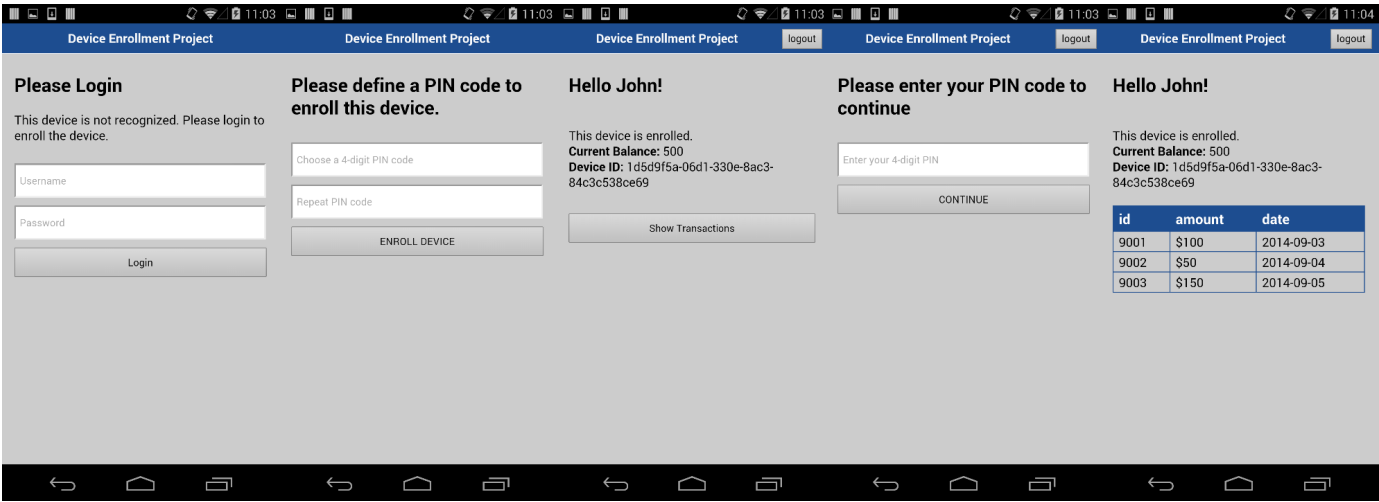 11:03
Device Enrollment Project
Please Login
This device is not recognized. Please login to
enroll the device.
Username
Password
Login
11:03
Device Enrollment Project
Please define a PIN code to
enroll this device.
Choose a 4-digit PIN code
Repeat PIN code
ENROLL DEVICE
11:03
Device Enrollment Project
logout
Hello John!
This device is enrolled.
Current Balance: 500
Device ID: 1d5d9f5a-06d1-330e-8ac3-
84c3c538ce69
Show Transactions
11:03
Device Enrollment Project
logout
Please enter your PIN code to
continue
Enter your 4-digit PIN
CONTINUE
11:04
Device Enrollment Project
logout
Hello John!
This device is enrolled.
Current Balance: 500
Device ID: 1d5d9f5a-06d1-330e-8ac3-
84c3c538ce69
id amount date
9001 $100 2014-09-03
9002 $50 2014-09-04
9003 $150 2014-09-05